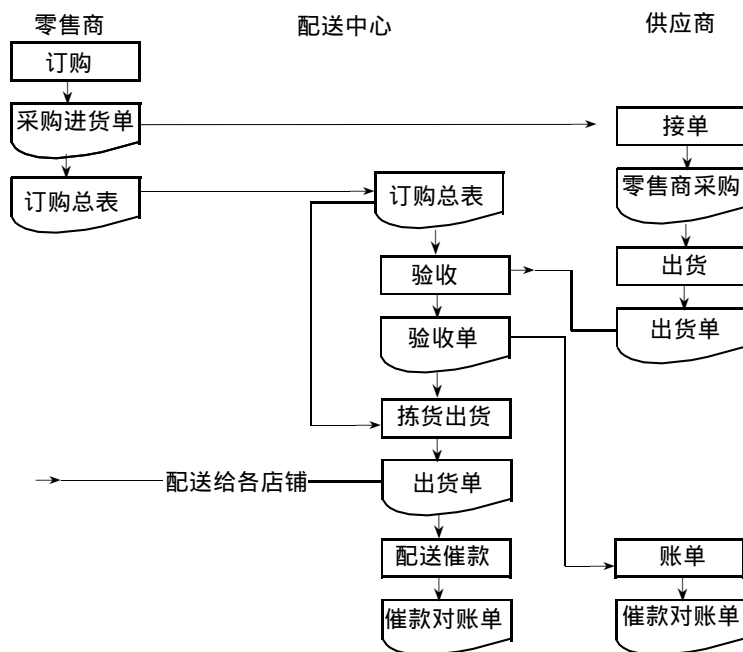 零售商 配送中心 供应商
订购
采购进货单 接单
订购总表 订购总表 零售商采购
验收 出货
验收单 出货单
拣货出货
配送给各店铺 出货单
配送催款 账单
催款对账单 催款对账单